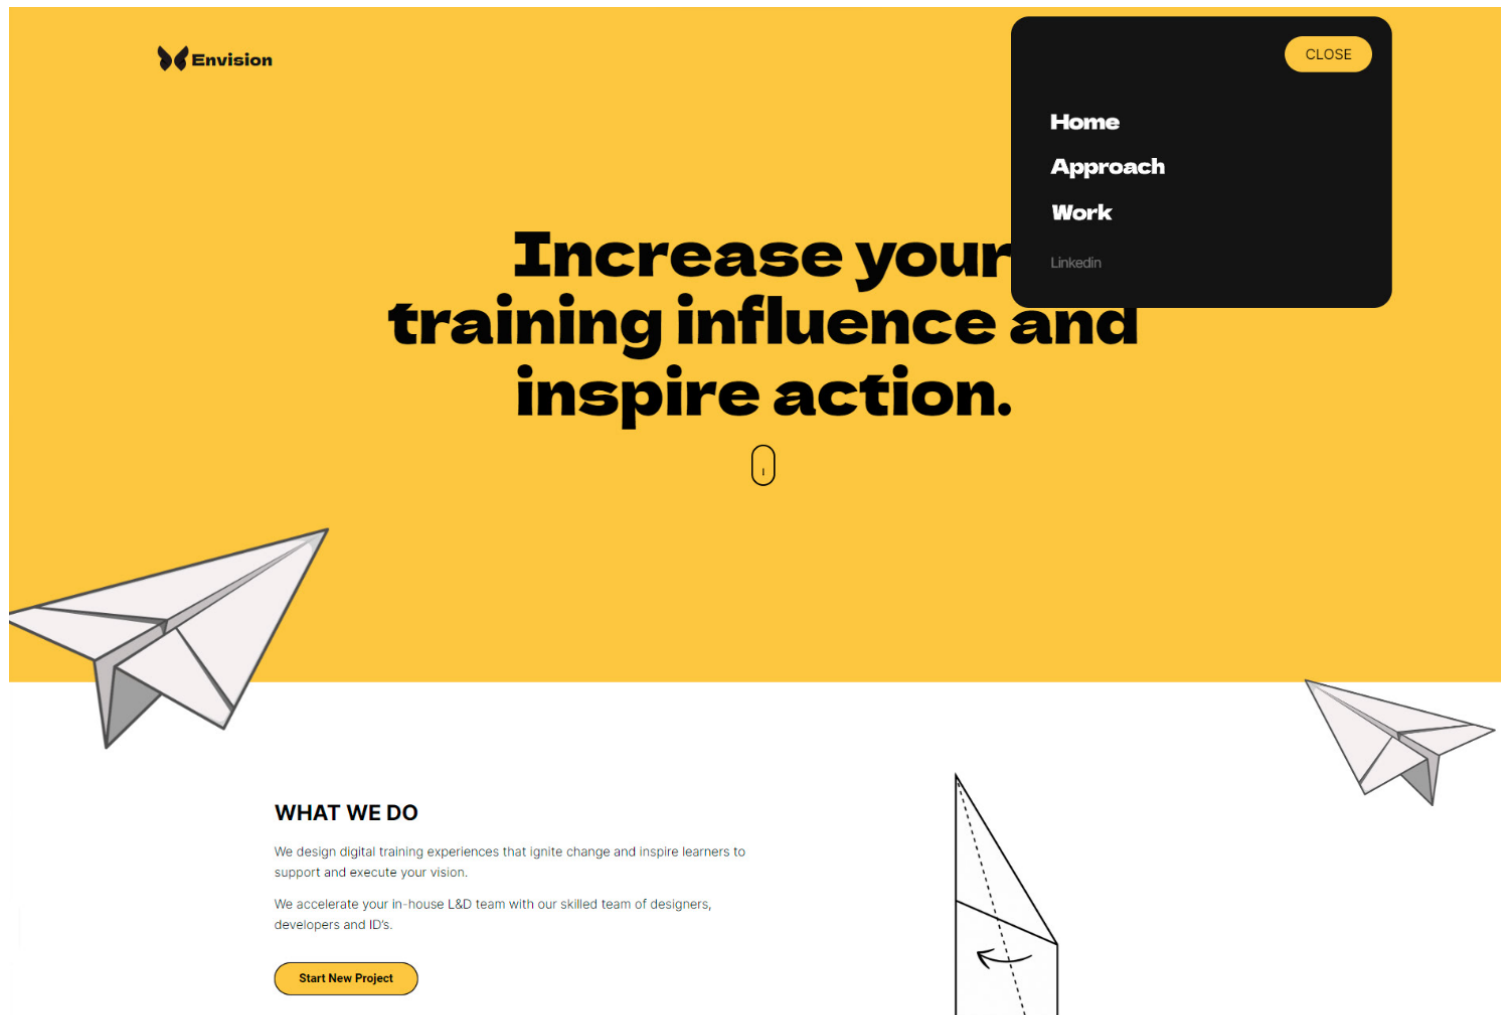 Envision
CLOSE
Home
Approach
Work
Linkedin
Increase your
training influence and
inspire action.
WHAT WE DO
We design digital training experiences that ignite change and inspire learners to
support and execute your vision.
We accelerate your in-house L&D team with our skilled team of designers,
developers and ID's.
Start New Project